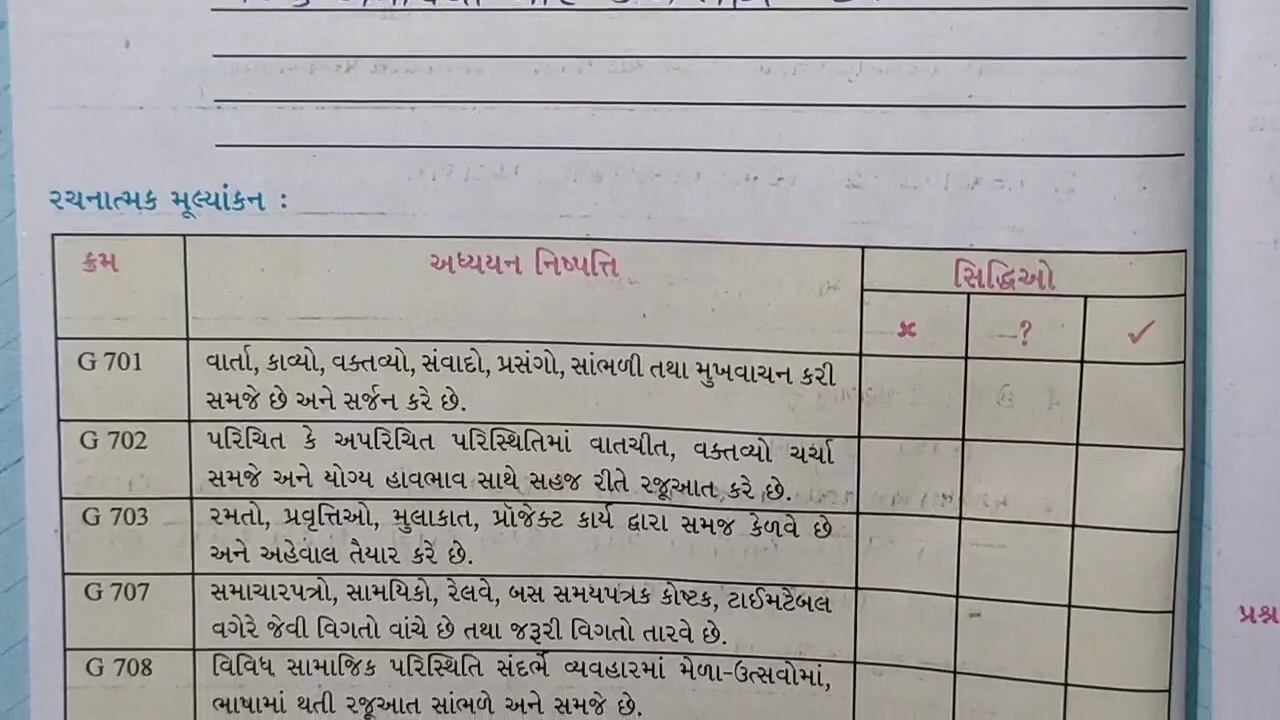 રચનાત્મક મૂલ્યાંકન :
ક્રમ અધ્યયન નિષ્પત્તિ સિદ્ધિઓ
✗ ? ✓
G 701 વાર્તા, કાવ્યો, વક્તવ્યો, સંવાદો, પ્રસંગો, સાંભળી તથા મુખવાચન કરી
સમજે છે અને સર્જન કરે છે.
G 702 પરિચિત કે અપરિચિત પરિસ્થિતિમાં વાતચીત, વક્તવ્યો ચર્ચા
સમજે અને યોગ્ય હાવભાવ સાથે સહજ રીતે રજૂઆત કરે છે.
G 703 રમતો, પ્રવૃત્તિઓ, મુલાકાત, પ્રૉજેક્ટ કાર્ય દ્વારા સમજ કેળવે છે
અને અહેવાલ તૈયાર કરે છે.
G 707 સમાચારપત્રો, સામયિકો, રેલવે, બસ સમયપત્રક કોષ્ટક, ટાઈમટેબલ
વગેરે જેવી વિગતો વાંચે છે તથા જરૂરી વિગતો તારવે છે.
G 708 વિવિધ સામાજિક પરિસ્થિતિ સંદર્ભે વ્યવહારમાં મેળા-ઉત્સવોમાં,
ભાષામાં થતી રજૂઆત સાંભળે અને સમજે છે.
પ્રશ્ન